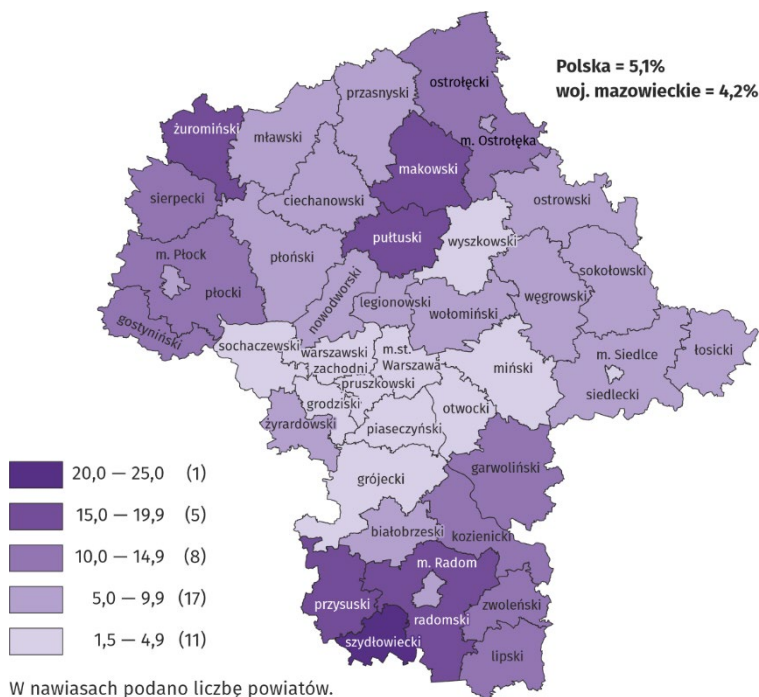 Polska = 5,1%
woj. mazowieckie = 4,2%
ostrołęcki
przasnyski
żuromiński
mławski
m. Ostrołęka
makowski
ciechanowski
sierpecki
ostrowski
pułtuski
wyszkowski
m. Płock
płoński
sokołowski
płocki
nowodworski
legionowski
węgrowski
wołomiński
gostyniński
sochaczewski
warszawski
zachodni
m.st.
Warszawa
miński
m. Siedlce
łosicki
pruszkowski
siedlecki
grodziski
otwocki
żyrardowski
piaseczyński
garwoliński
grójecki
białobrzeski
kozienicki
m. Radom
przysuski
radomski
zwoleński
szydłowiecki
lipski
20,0 — 25,0 (1)
15,0 — 19,9 (5)
10,0 — 14,9 (8)
5,0 — 9,9 (17)
1,5 — 4,9 (11)
W nawiasach podano liczbę powiatów.